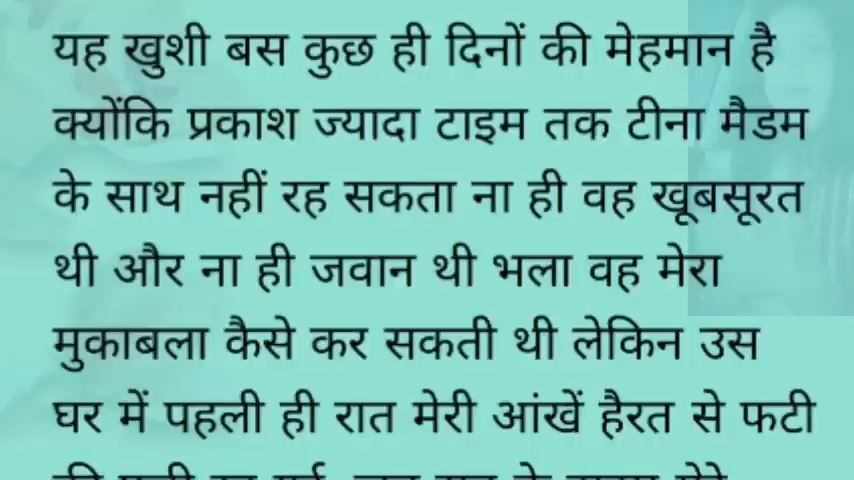 यह खुशी बस कुछ ही दिनों की मेहमान है
क्योंकि प्रकाश ज्यादा टाइम तक टीना मैडम
के साथ नहीं रह सकता ना ही वह खूबसूरत
थी और ना ही जवान थी भला वह मेरा
मुकाबला कैसे कर सकती थी लेकिन उस
घर में पहली ही रात मेरी आंखें हैरत से फटी